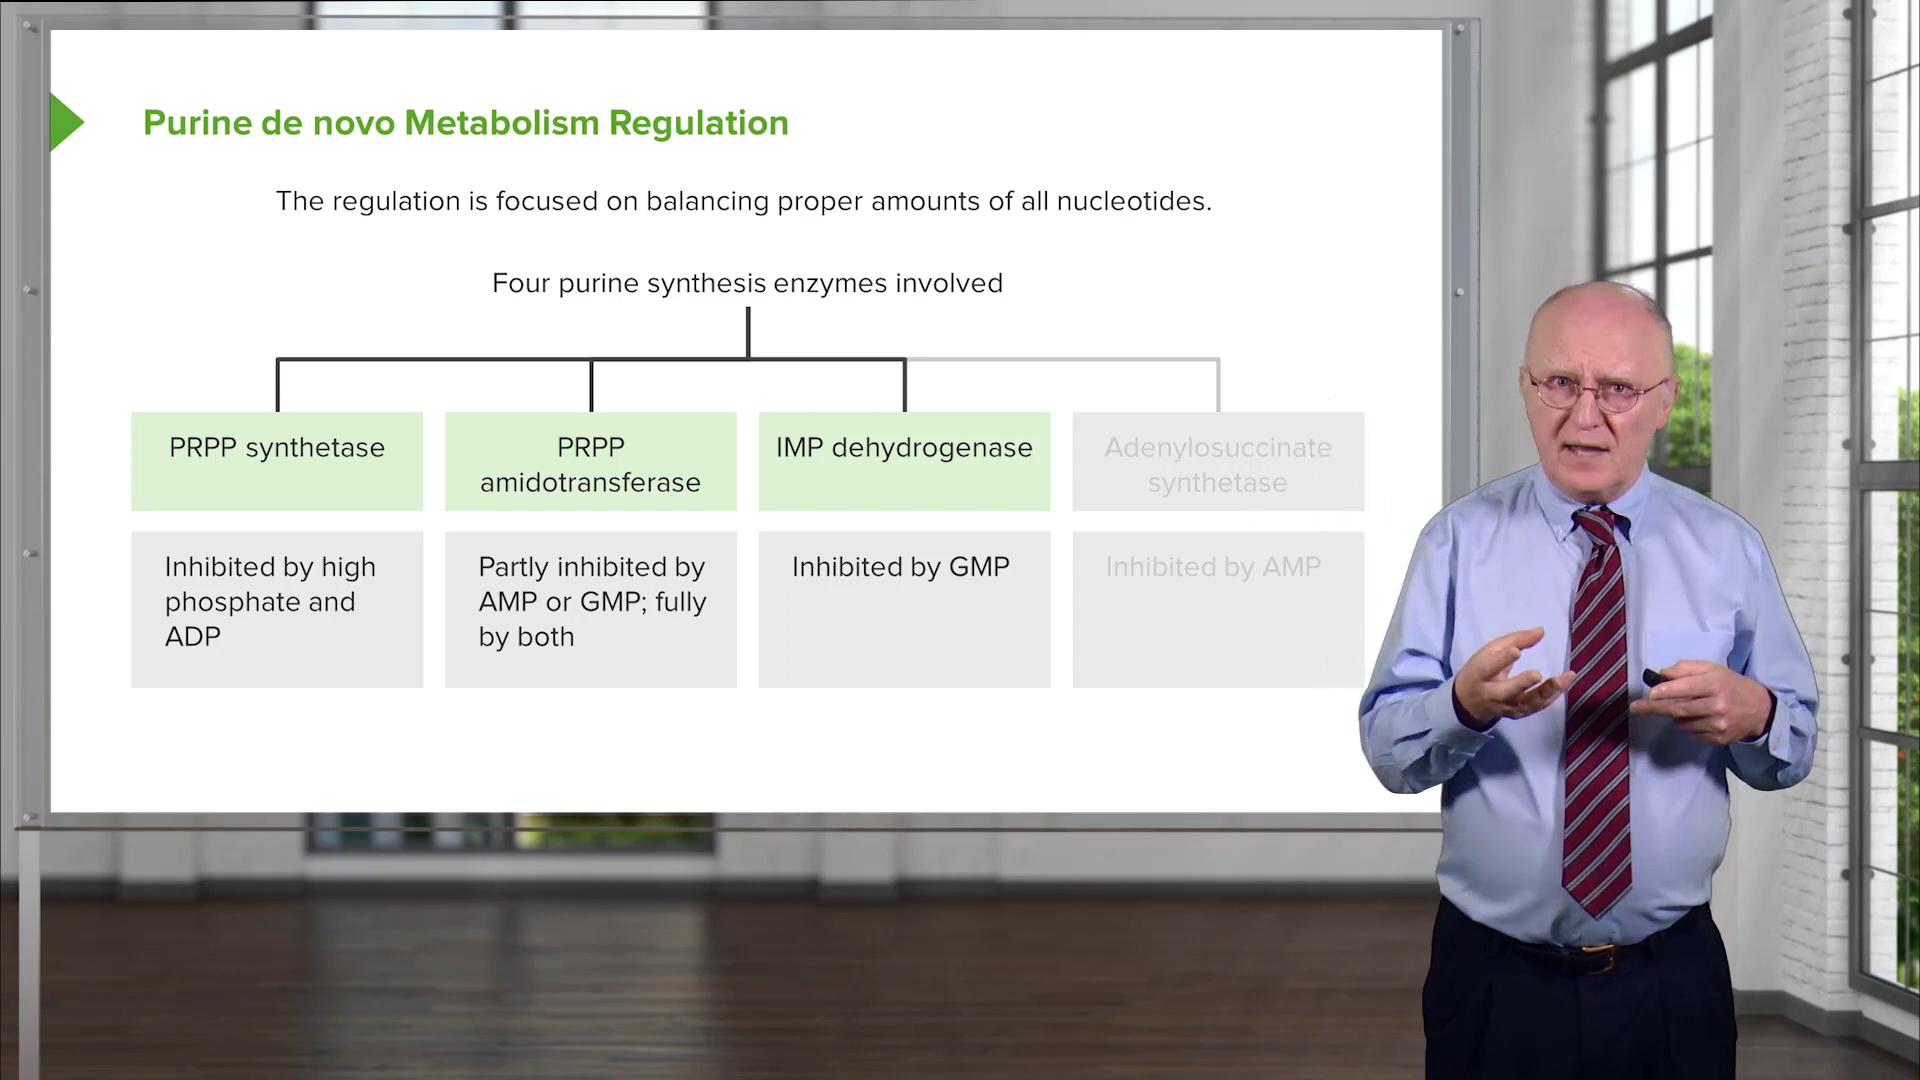 Purine de novo Metabolism Regulation
The regulation is focused on balancing proper amounts of all nucleotides.
Four purine synthesis enzymes involved
PRPP synthetase
PRPP
amidotransferase
IMP dehydrogenase
Adenylosuccinate
synthetase
Inhibited by high
phosphate and
ADP
Partly inhibited by
AMP or GMP; fully
by both
Inhibited by GMP
Inhibited by AMP